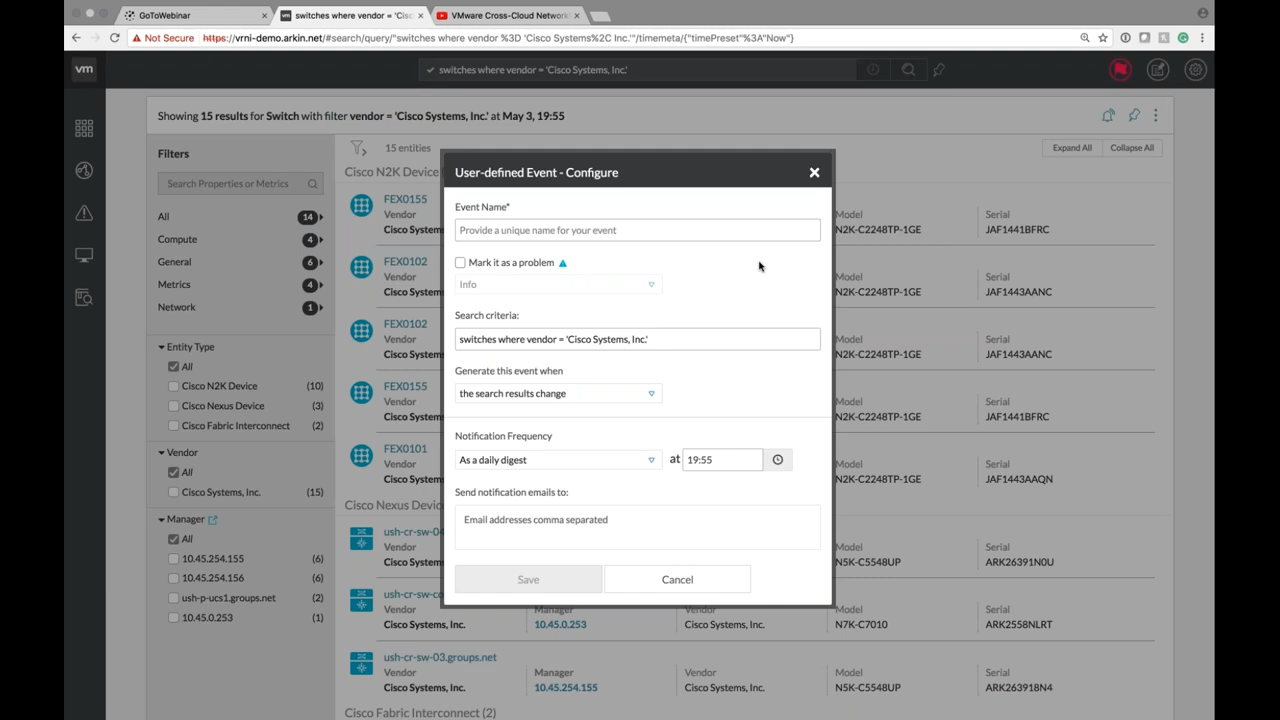 GoToWebinar
switches where vendor = 'Cisc
VMware Cross-Cloud Network
Not Secure https://vrni-demo.arkin.net/#search/query/"switches where vendor %3D 'Cisco Systems%2C Inc.'"/timemeta/{"timePreset"%3A"Now"}
vm
switches where vendor = 'Cisco Systems, Inc.'
Showing 15 results for Switch with filter vendor = 'Cisco Systems, Inc.' at May 3, 19:55
Filters
Search Properties or Metrics
All 14
Compute 4
General 6
Metrics 4
Network 1
Entity Type
All
Cisco N2K Device (10)
Cisco Nexus Device (3)
Cisco Fabric Interconnect (2)
Vendor
All
Cisco Systems, Inc. (15)
Manager
All
10.45.254.155 (6)
10.45.254.156 (6)
ush-p-ucs1.groups.net (2)
10.45.0.253 (1)
15 entities
Expand All
Collapse All
Cisco N2K Device
FEX0155
Vendor
Cisco System
Model
N2K-C2248TP-1GE
Serial
JAF1441BFRC
FEX0102
Vendor
Cisco System
Model
N2K-C2248TP-1GE
Serial
JAF1443AANC
FEX0102
Vendor
Cisco System
Model
N2K-C2248TP-1GE
Serial
JAF1443AANC
FEX0155
Vendor
Cisco System
Model
N2K-C2248TP-1GE
Serial
JAF1441BFRC
FEX0101
Vendor
Cisco System
Model
N2K-C2248TP-1GE
Serial
JAF1443AAQN
Cisco Nexus Devic
ush-cr-sw-04
Vendor
Cisco System
Model
N5K-C5548UP
Serial
ARK26391N0U
ush-cr-sw-co
Vendor
Cisco Systems, Inc.
Manager
10.45.0.253
Vendor
Cisco Systems, Inc.
Model
N7K-C7010
Serial
ARK2558NLRT
ush-cr-sw-03.groups.net
Vendor
Cisco Systems, Inc.
Manager
10.45.254.155
Vendor
Cisco Systems, Inc.
Model
N5K-C5548UP
Serial
ARK263918N4
Cisco Fabric Interconnect (2)
User-defined Event - Configure
Event Name*
Provide a unique name for your event
Mark it as a problem
Info
Search criteria:
switches where vendor = 'Cisco Systems, Inc.'
Generate this event when
the search results change
Notification Frequency
As a daily digest at 19:55
Send notification emails to:
Email addresses comma separated
Save
Cancel